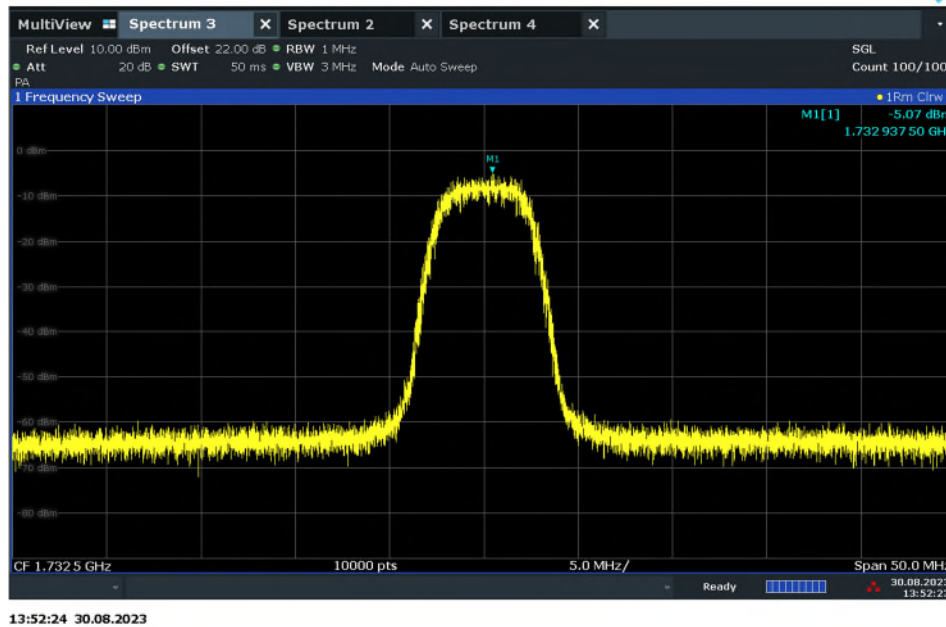 MultiView Spectrum 3 X Spectrum 2 X Spectrum 4 X
Ref Level 10.00 dBm Offset 22.00 dB RBW 1 MHz SGL
Att 20 dB SWT 50 ms VBW 3 MHz Mode Auto Sweep Count 100/100
PA
1 Frequency Sweep 1Rm Clrw
M1[1] -5.07 dBm
1.732 937 50 GH
M1
0 dBm
-10 dBm
-20 dBm
-30 dBm
-40 dBm
-50 dBm
-60 dBm
-70 dBm
-80 dBm
CF 1.7325 GHz 10000 pts 5.0 MHz/ Span 50.0 MHz
Ready 30.08.2023
13:52:23
13:52:24 30.08.2023